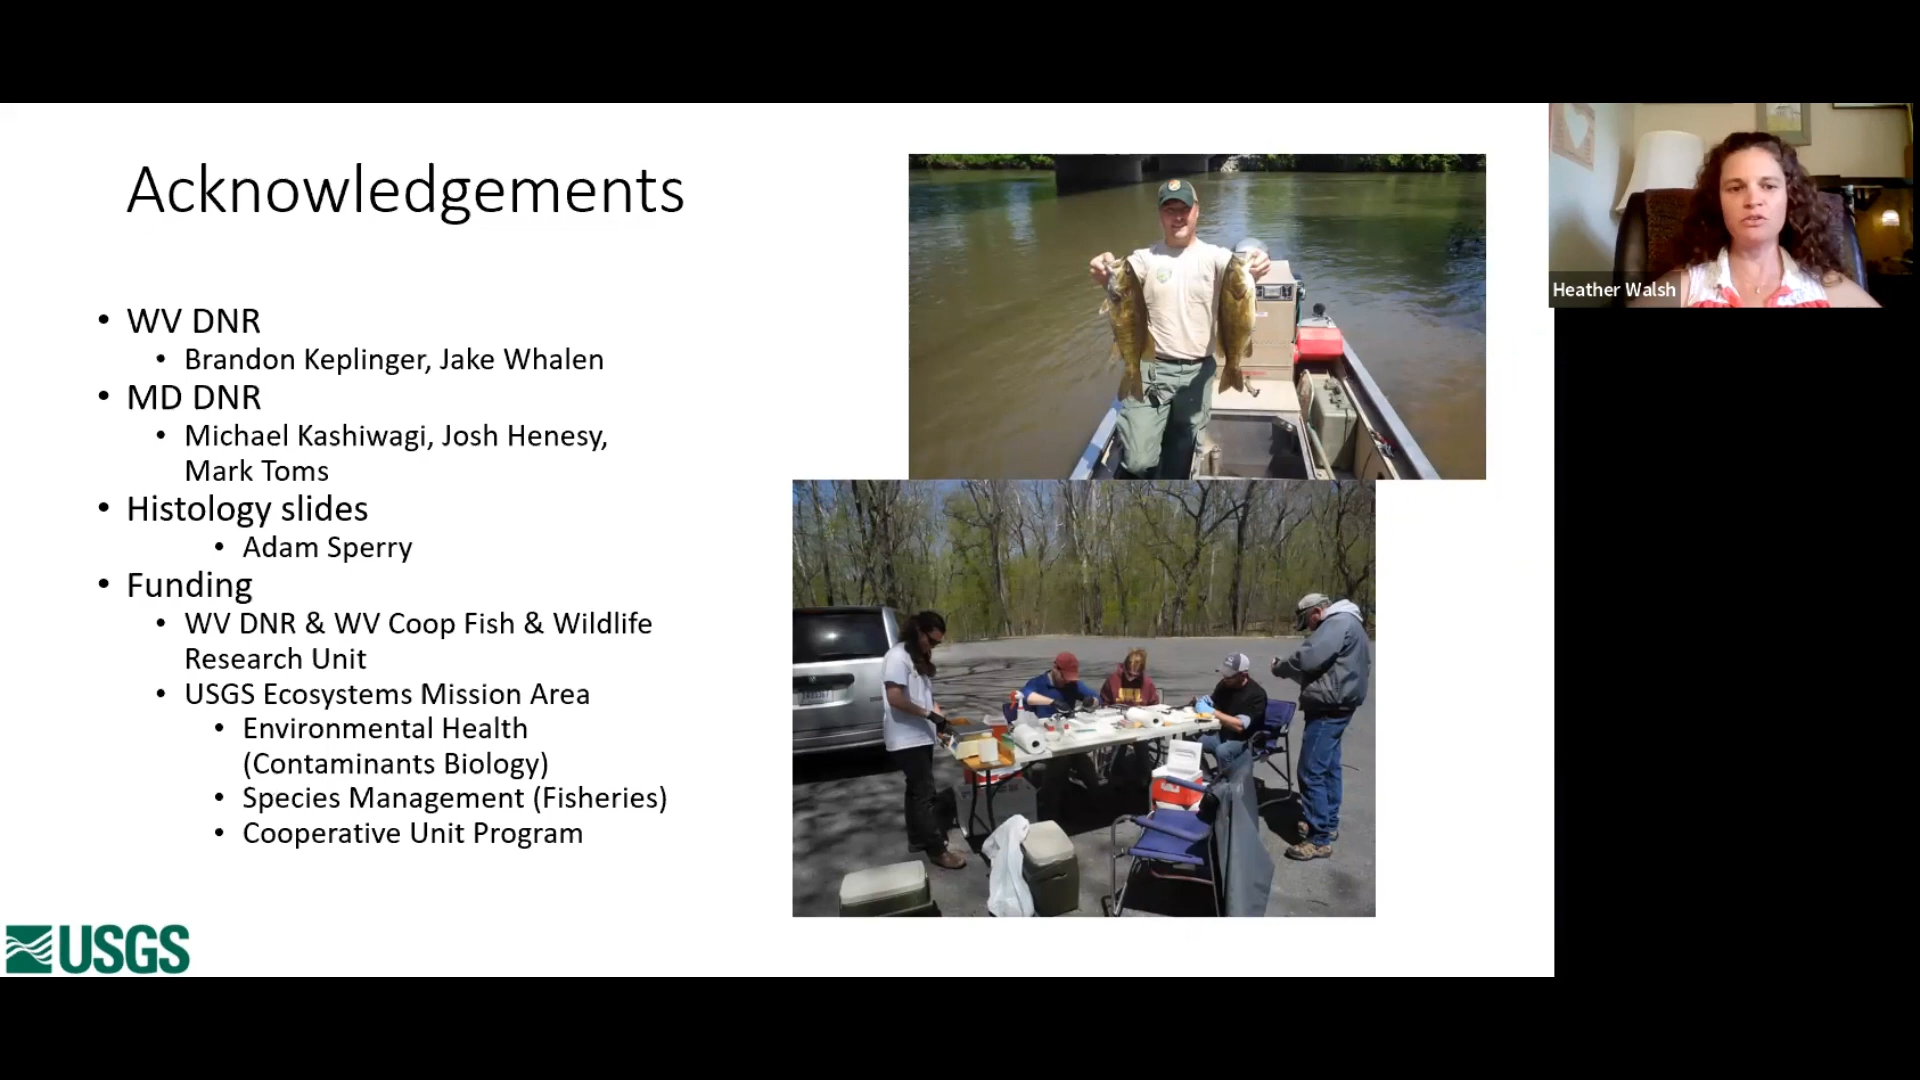 Acknowledgements
• WV DNR
• Brandon Keplinger, Jake Whalen
• MD DNR
• Michael Kashiwagi, Josh Henesy,
Mark Toms
• Histology slides
• Adam Sperry
• Funding
• WV DNR & WV Coop Fish & Wildlife
Research Unit
• USGS Ecosystems Mission Area
• Environmental Health
(Contaminants Biology)
• Species Management (Fisheries)
• Cooperative Unit Program
USGS
Heather Walsh